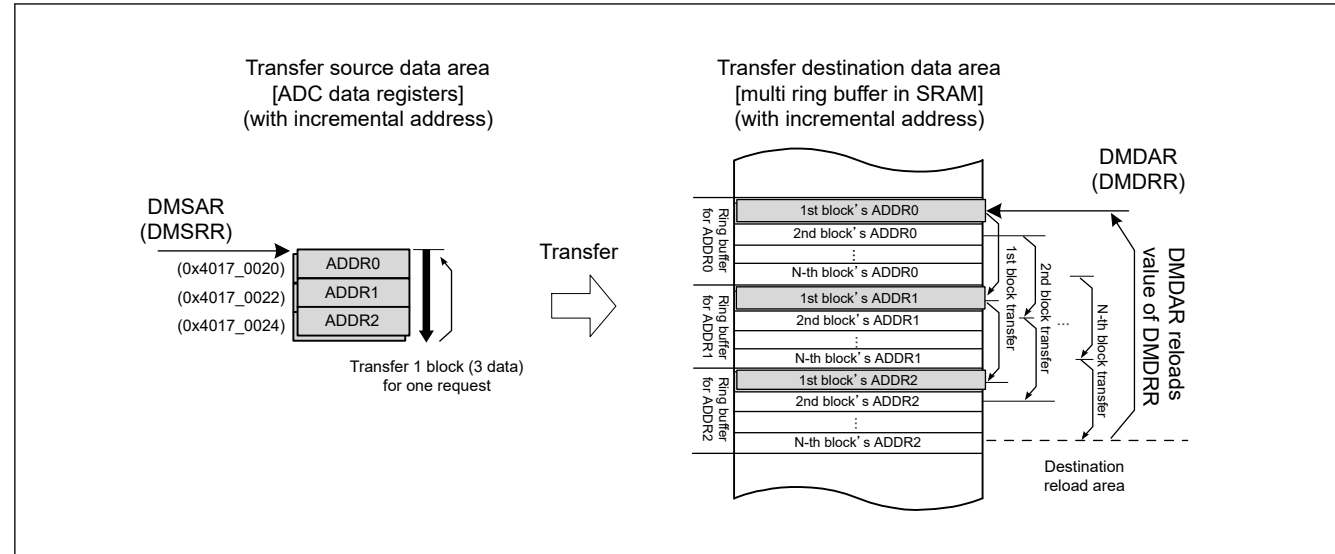 Transfer source data area
[ADC data registers]
(with incremental address)
DMSAR
(DMSRR)
(0x4017_0020)
ADDR0
(0x4017_0022)
ADDR1
(0x4017_0024)
ADDR2
Transfer 1 block (3 data)
for one request
Transfer
Transfer destination data area
[multi ring buffer in SRAM]
(with incremental address)
DMDAR
(DMDRR)
Ring buffer
for ADDR0
1st block's ADDR0
2nd block's ADDR0
⋮
N-th block's ADDR0
Ring buffer
for ADDR1
1st block's ADDR1
2nd block's ADDR1
⋮
N-th block's ADDR1
Ring buffer
for ADDR2
1st block's ADDR2
2nd block's ADDR2
⋮
N-th block's ADDR2
1st block transfer
2nd block transfer
...
N-th block transfer
DMDAR reloads
value of DMDRR
Destination
reload area